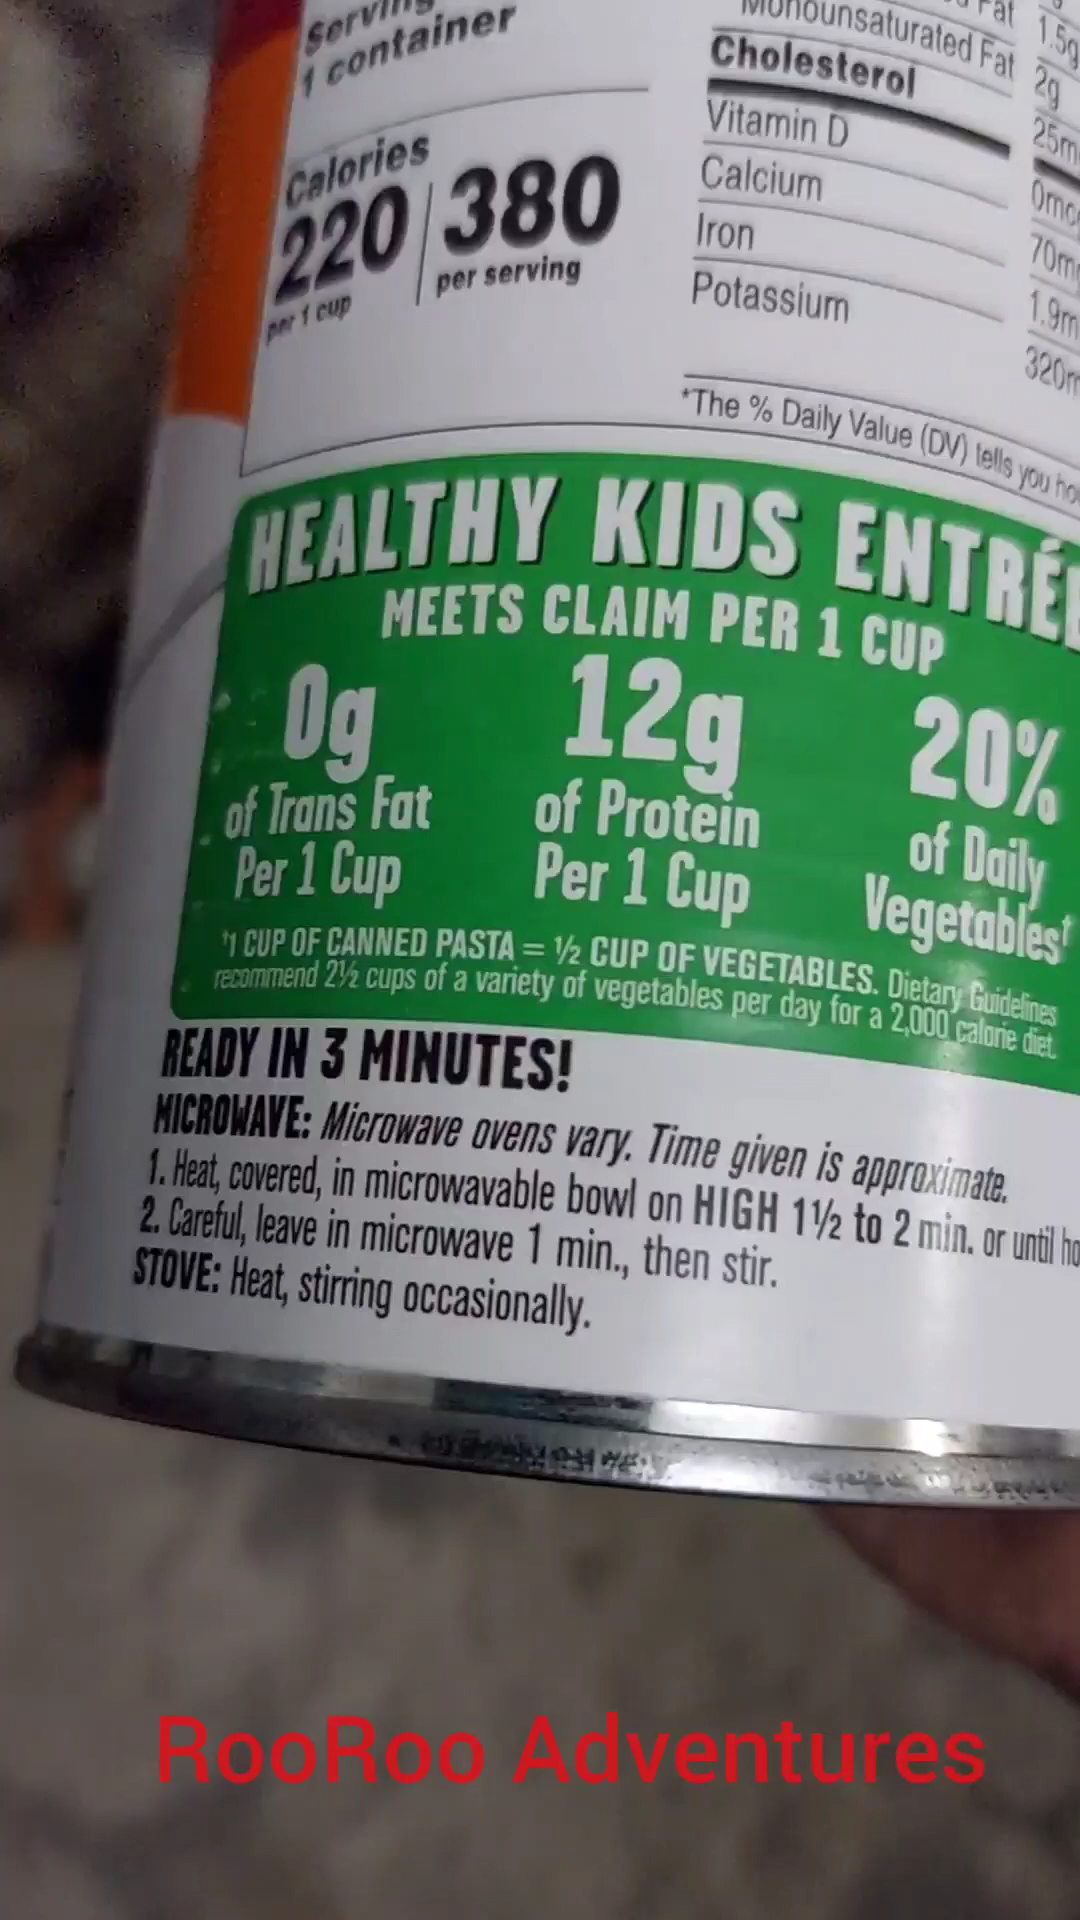 Serving
1 container
Calories
220 380
per 1 cup per serving
Fat 1.5g
Monounsaturated Fat 2g
Cholesterol 25m
Vitamin D 0mc
Calcium 70m
Iron 1.9m
Potassium 320m
*The % Daily Value (DV) tells you ho
HEALTHY KIDS ENTRÉE
MEETS CLAIM PER 1 CUP
0g
of Trans Fat
Per 1 Cup
12g
of Protein
Per 1 Cup
20%
of Daily
Vegetables†
†1 CUP OF CANNED PASTA = ½ CUP OF VEGETABLES. Dietary Guidelines
recommend 2½ cups of a variety of vegetables per day for a 2,000 calorie diet.
READY IN 3 MINUTES!
MICROWAVE: Microwave ovens vary. Time given is approximate.
1. Heat, covered, in microwavable bowl on HIGH 1½ to 2 min. or until ho
2. Careful, leave in microwave 1 min., then stir.
STOVE: Heat, stirring occasionally.
RooRoo Adventures